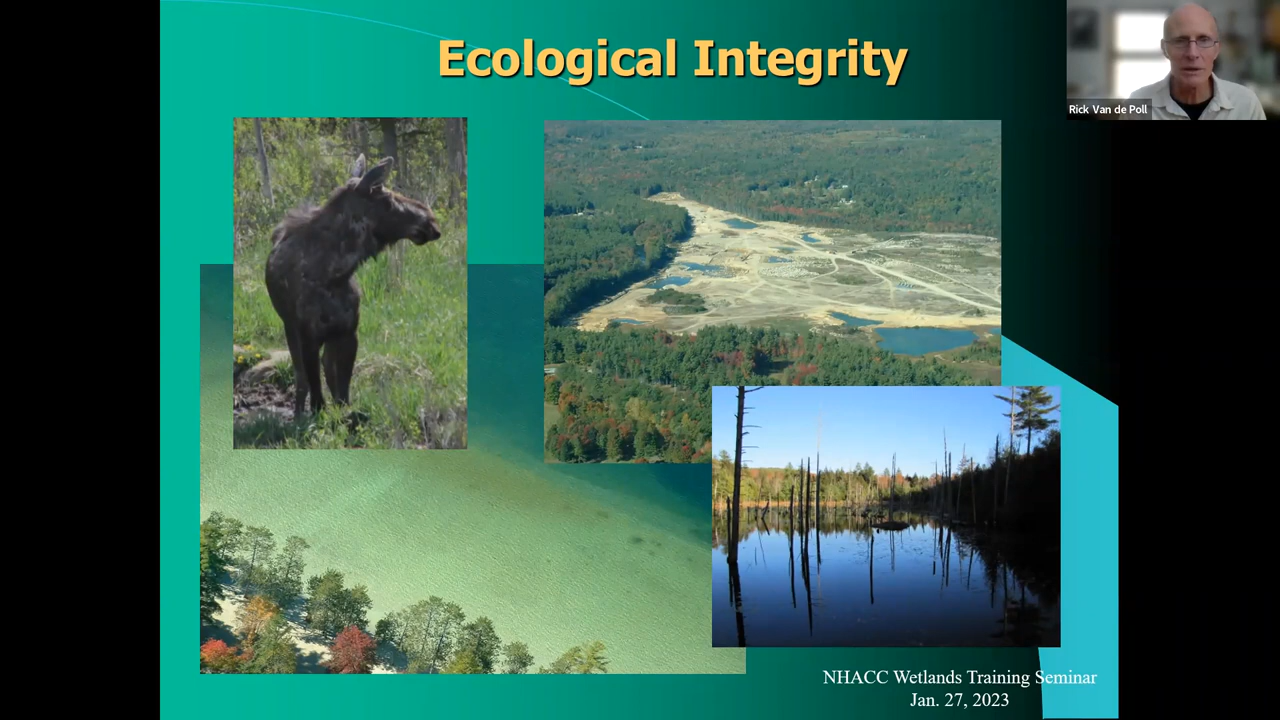 Ecological Integrity
Rick Van de Poll
NHACC Wetlands Training Seminar
Jan. 27, 2023